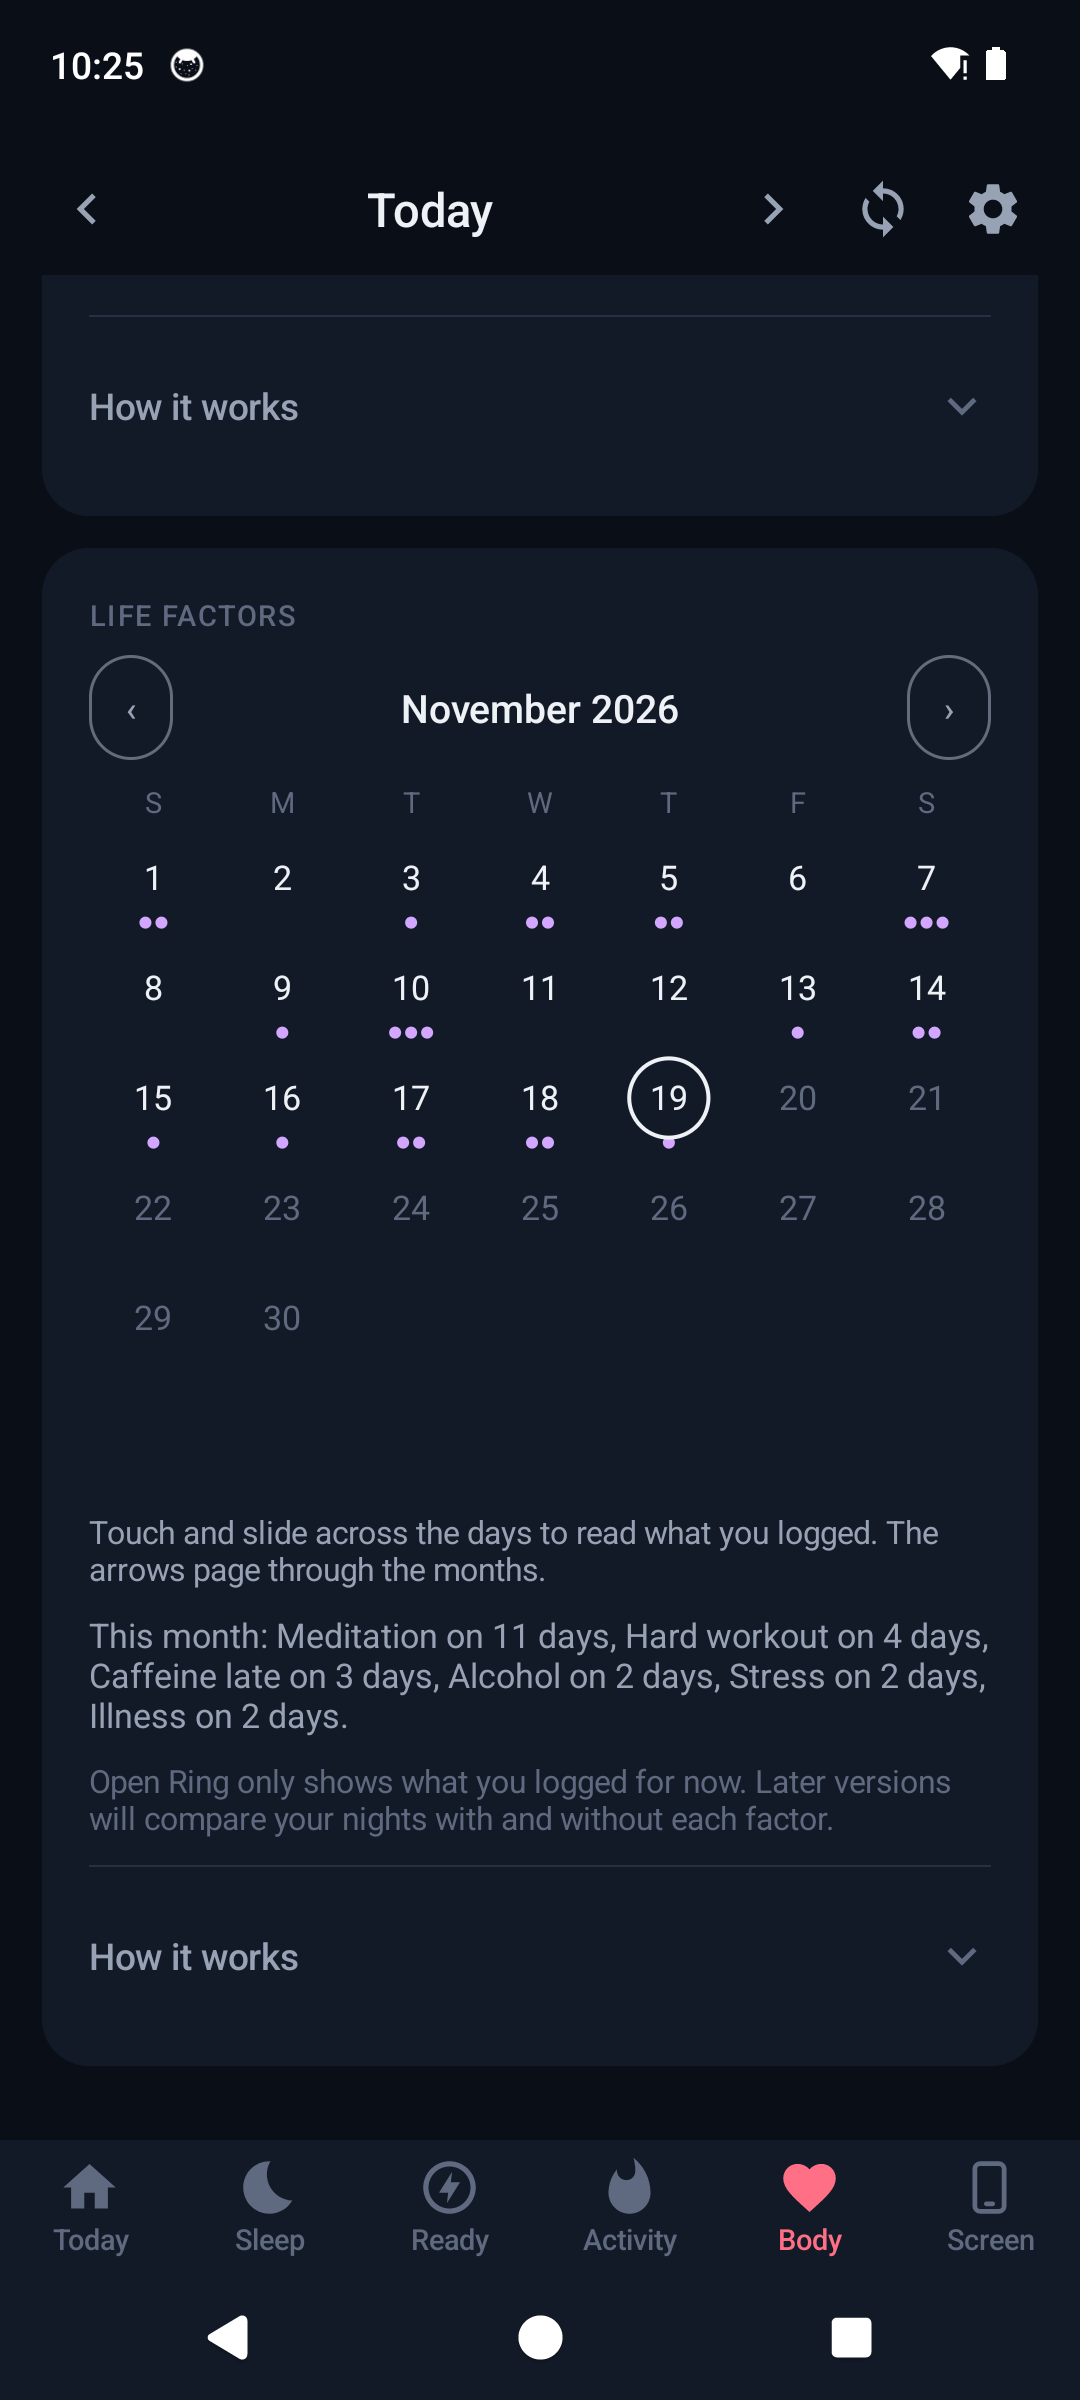 10:25
Today
How it works
LIFE FACTORS
‹ November 2026 ›
S M T W T F S
1 2 3 4 5 6 7
8 9 10 11 12 13 14
15 16 17 18 19 20 21
22 23 24 25 26 27 28
29 30
Touch and slide across the days to read what you logged. The
arrows page through the months.
This month: Meditation on 11 days, Hard workout on 4 days,
Caffeine late on 3 days, Alcohol on 2 days, Stress on 2 days,
Illness on 2 days.
Open Ring only shows what you logged for now. Later versions
will compare your nights with and without each factor.
How it works
Today Sleep Ready Activity Body Screen